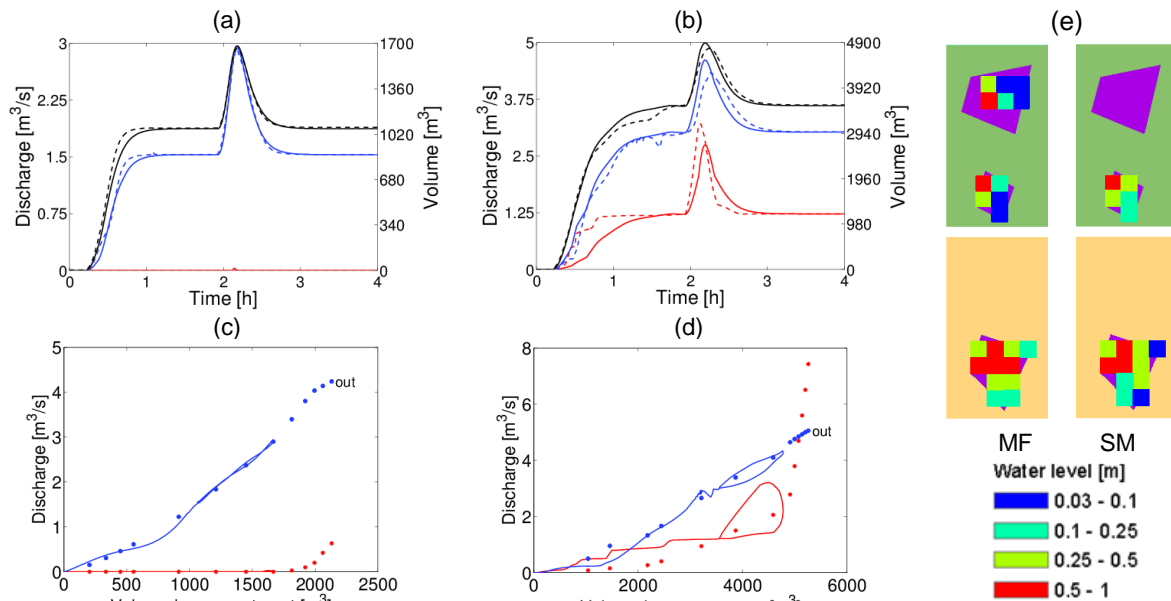 (a)
(b)
(e)
3
2.25
1.5
0.75
0
Discharge [m³/s]
1700
1360
1020
680
340
0
Volume [m³]
0 1 2 3 4
Time [h]
5
3.75
2.5
1.25
0
Discharge [m³/s]
4900
3920
2940
1960
980
0
Volume [m³]
0 1 2 3 4
Time [h]
(c)
(d)
5
4
3
2
1
0
Discharge [m³/s]
out
0 500 1000 1500 2000 2500
8
6
4
2
0
Discharge [m³/s]
out
0 2000 4000 6000
MF SM
Water level [m]
0.03 - 0.1
0.1 - 0.25
0.25 - 0.5
0.5 - 1